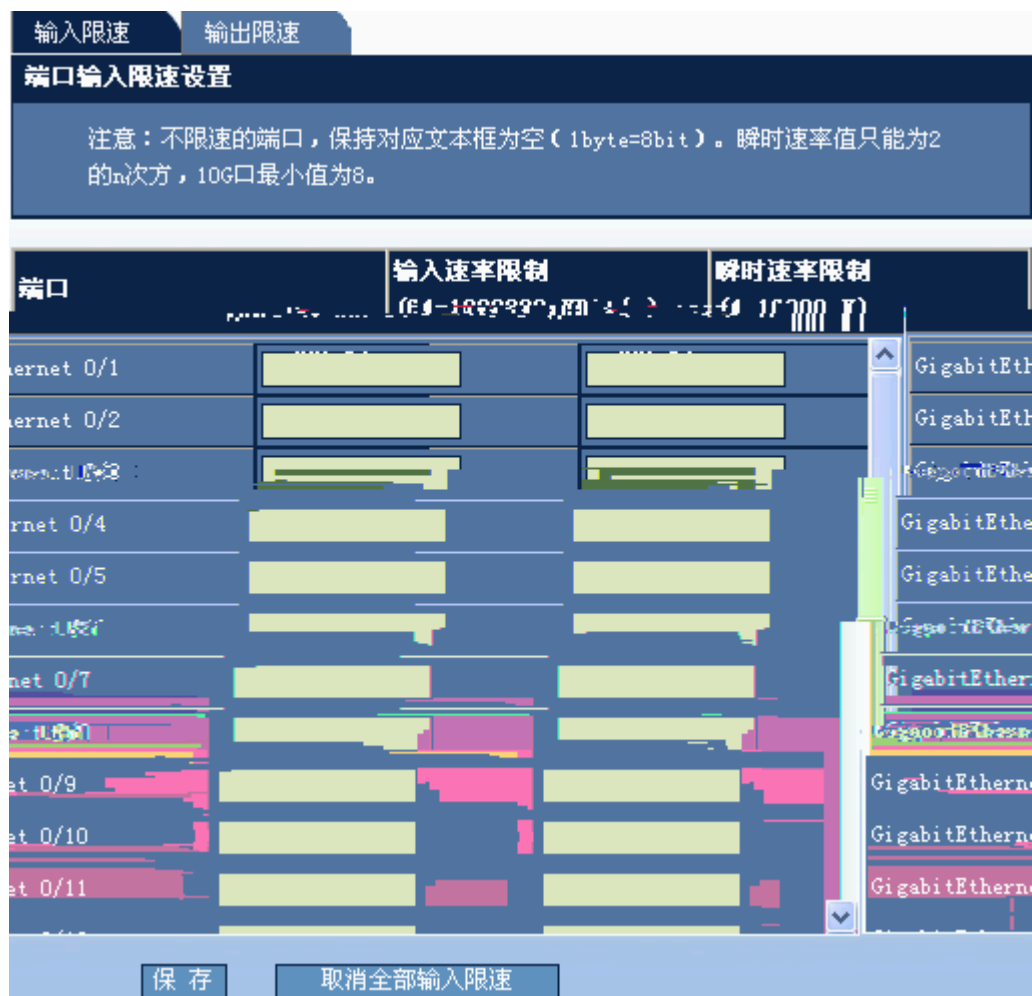 输入限速 输出限速
端口输入限速设置
注意：不限速的端口，保持对应文本框为空（1byte=8bit）。瞬时速率值只能为2
的n次方，10G口最小值为8。
端口 输入速率限制 瞬时速率限制
ernet 0/1 GigabitEth
ernet 0/2 GigabitEth
rnet 0/4 GigabitEthe
rnet 0/5 GigabitEthe
net 0/7 GigabitEther
et 0/9 GigabitEtherne
et 0/10 GigabitEtherne
et 0/11 GigabitEtherne
保 存 取消全部输入限速